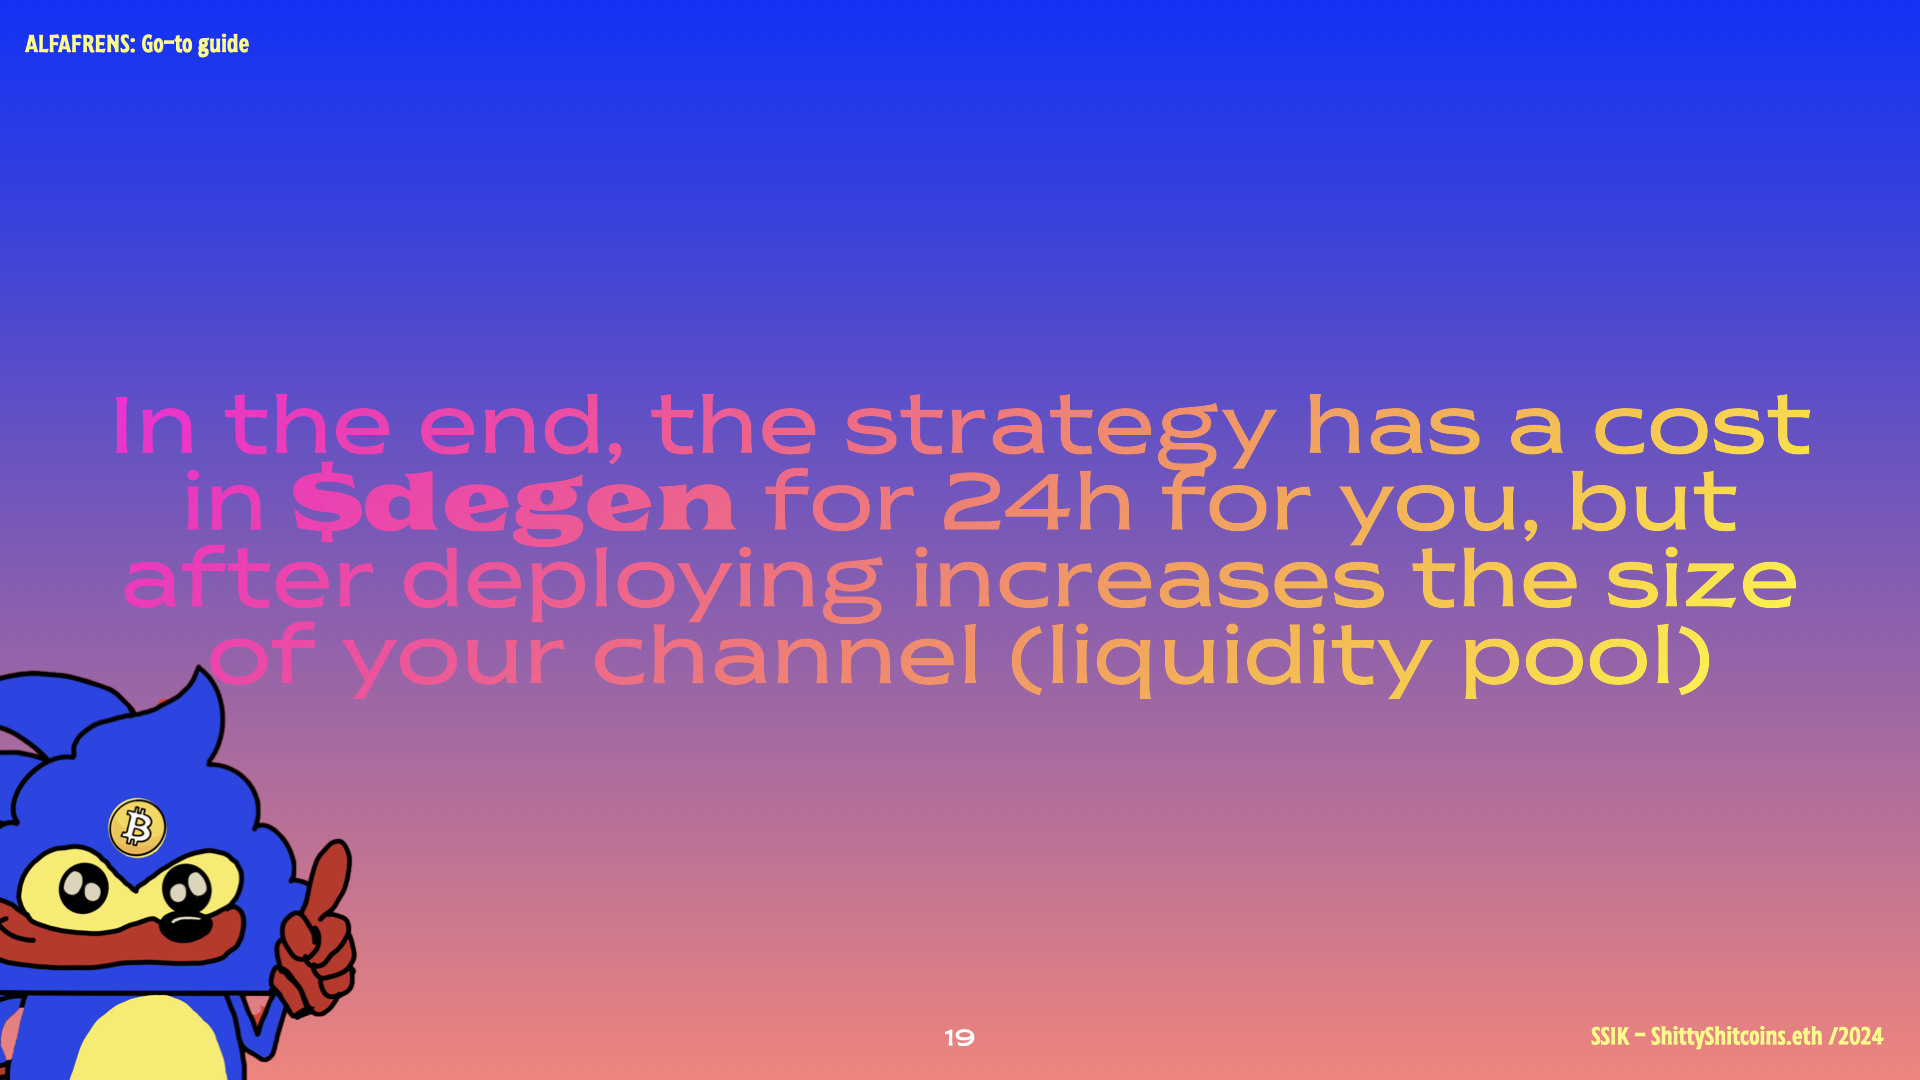 ALFAFRENS: Go-to guide
In the end, the strategy has a cost
in $degen for 24h for you, but
after deploying increases the size
of your channel (liquidity pool)
19
SSIK - ShittyShitcoins.eth /2024